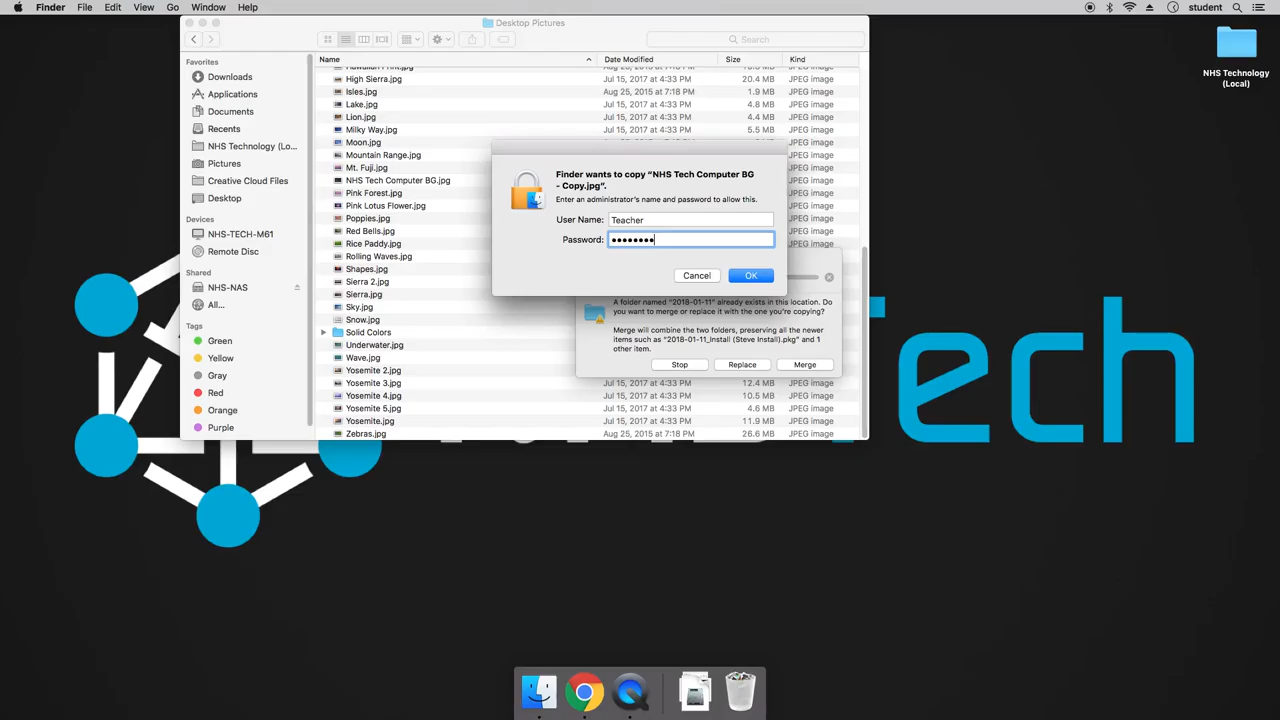 Finder File Edit View Go Window Help student
Desktop Pictures
Search
NHS Technology
(Local)
Favorites
Downloads
Applications
Documents
Recents
NHS Technology (Lo...
Pictures
Creative Cloud Files
Desktop
Devices
NHS-TECH-M61
Remote Disc
Shared
NHS-NAS
All...
Tags
Green
Yellow
Gray
Red
Orange
Purple
Name Date Modified Size Kind
High Sierra.jpg Jul 15, 2017 at 4:33 PM 20.4 MB JPEG image
Isles.jpg Aug 25, 2015 at 7:18 PM 1.9 MB JPEG image
Lake.jpg Jul 15, 2017 at 4:33 PM 4.8 MB JPEG image
Lion.jpg Jul 15, 2017 at 4:33 PM 4.4 MB JPEG image
Milky Way.jpg Jul 15, 2017 at 4:33 PM 5.5 MB JPEG image
Moon.jpg JPEG image
Mountain Range.jpg JPEG image
Mt. Fuji.jpg JPEG image
NHS Tech Computer BG.jpg JPEG image
Pink Forest.jpg JPEG image
Pink Lotus Flower.jpg JPEG image
Poppies.jpg JPEG image
Red Bells.jpg JPEG image
Rice Paddy.jpg JPEG image
Rolling Waves.jpg
Shapes.jpg
Sierra 2.jpg
Sierra.jpg
Sky.jpg
Snow.jpg
Solid Colors
Underwater.jpg
Wave.jpg
Yosemite 2.jpg
Yosemite 3.jpg Jul 15, 2017 at 4:33 PM 12.4 MB JPEG image
Yosemite 4.jpg Jul 15, 2017 at 4:33 PM 10.5 MB JPEG image
Yosemite 5.jpg Jul 15, 2017 at 4:33 PM 4.6 MB JPEG image
Yosemite.jpg Jul 15, 2017 at 4:33 PM 11.9 MB JPEG image
Zebras.jpg Aug 25, 2015 at 7:18 PM 26.6 MB JPEG image
Finder wants to copy “NHS Tech Computer BG
- Copy.jpg”.
Enter an administrator's name and password to allow this.
User Name: Teacher
Password: ••••••••
Cancel OK
A folder named “2018-01-11” already exists in this location. Do
you want to merge or replace it with the one you're copying?
Merge will combine the two folders, preserving all the newer
items such as “2018-01-11_Install (Steve Install).pkg” and 1
other item.
Stop Replace Merge
Tech